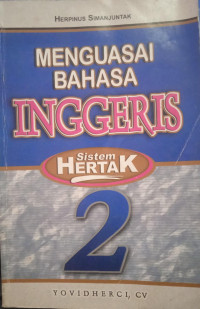 HERPINUS SIMANJUNTAK
MENGUASAI
BAHASA
INGGERIS
Sistem
HERTAK
2
YOVIDHERCI, CV